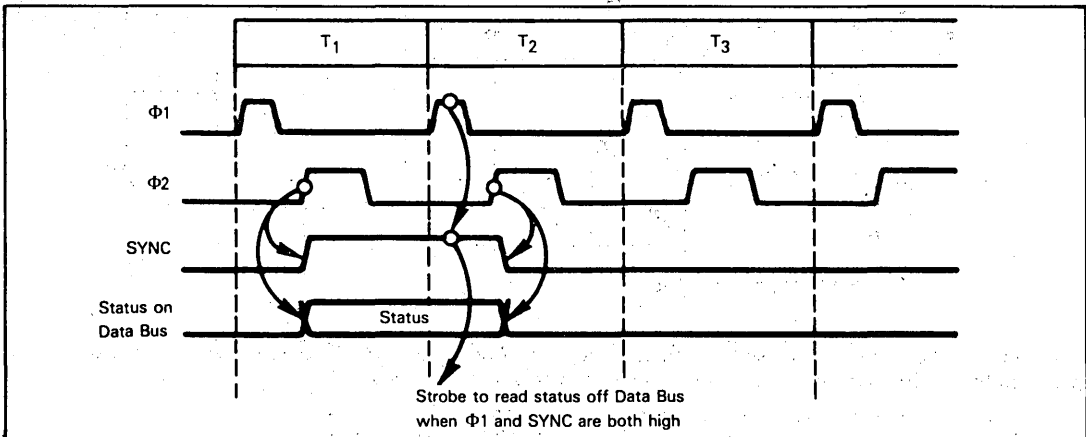 T1 T2 T3
Φ1
Φ2
SYNC
Status on
Data Bus
Status
Strobe to read status off Data Bus
when Φ1 and SYNC are both high